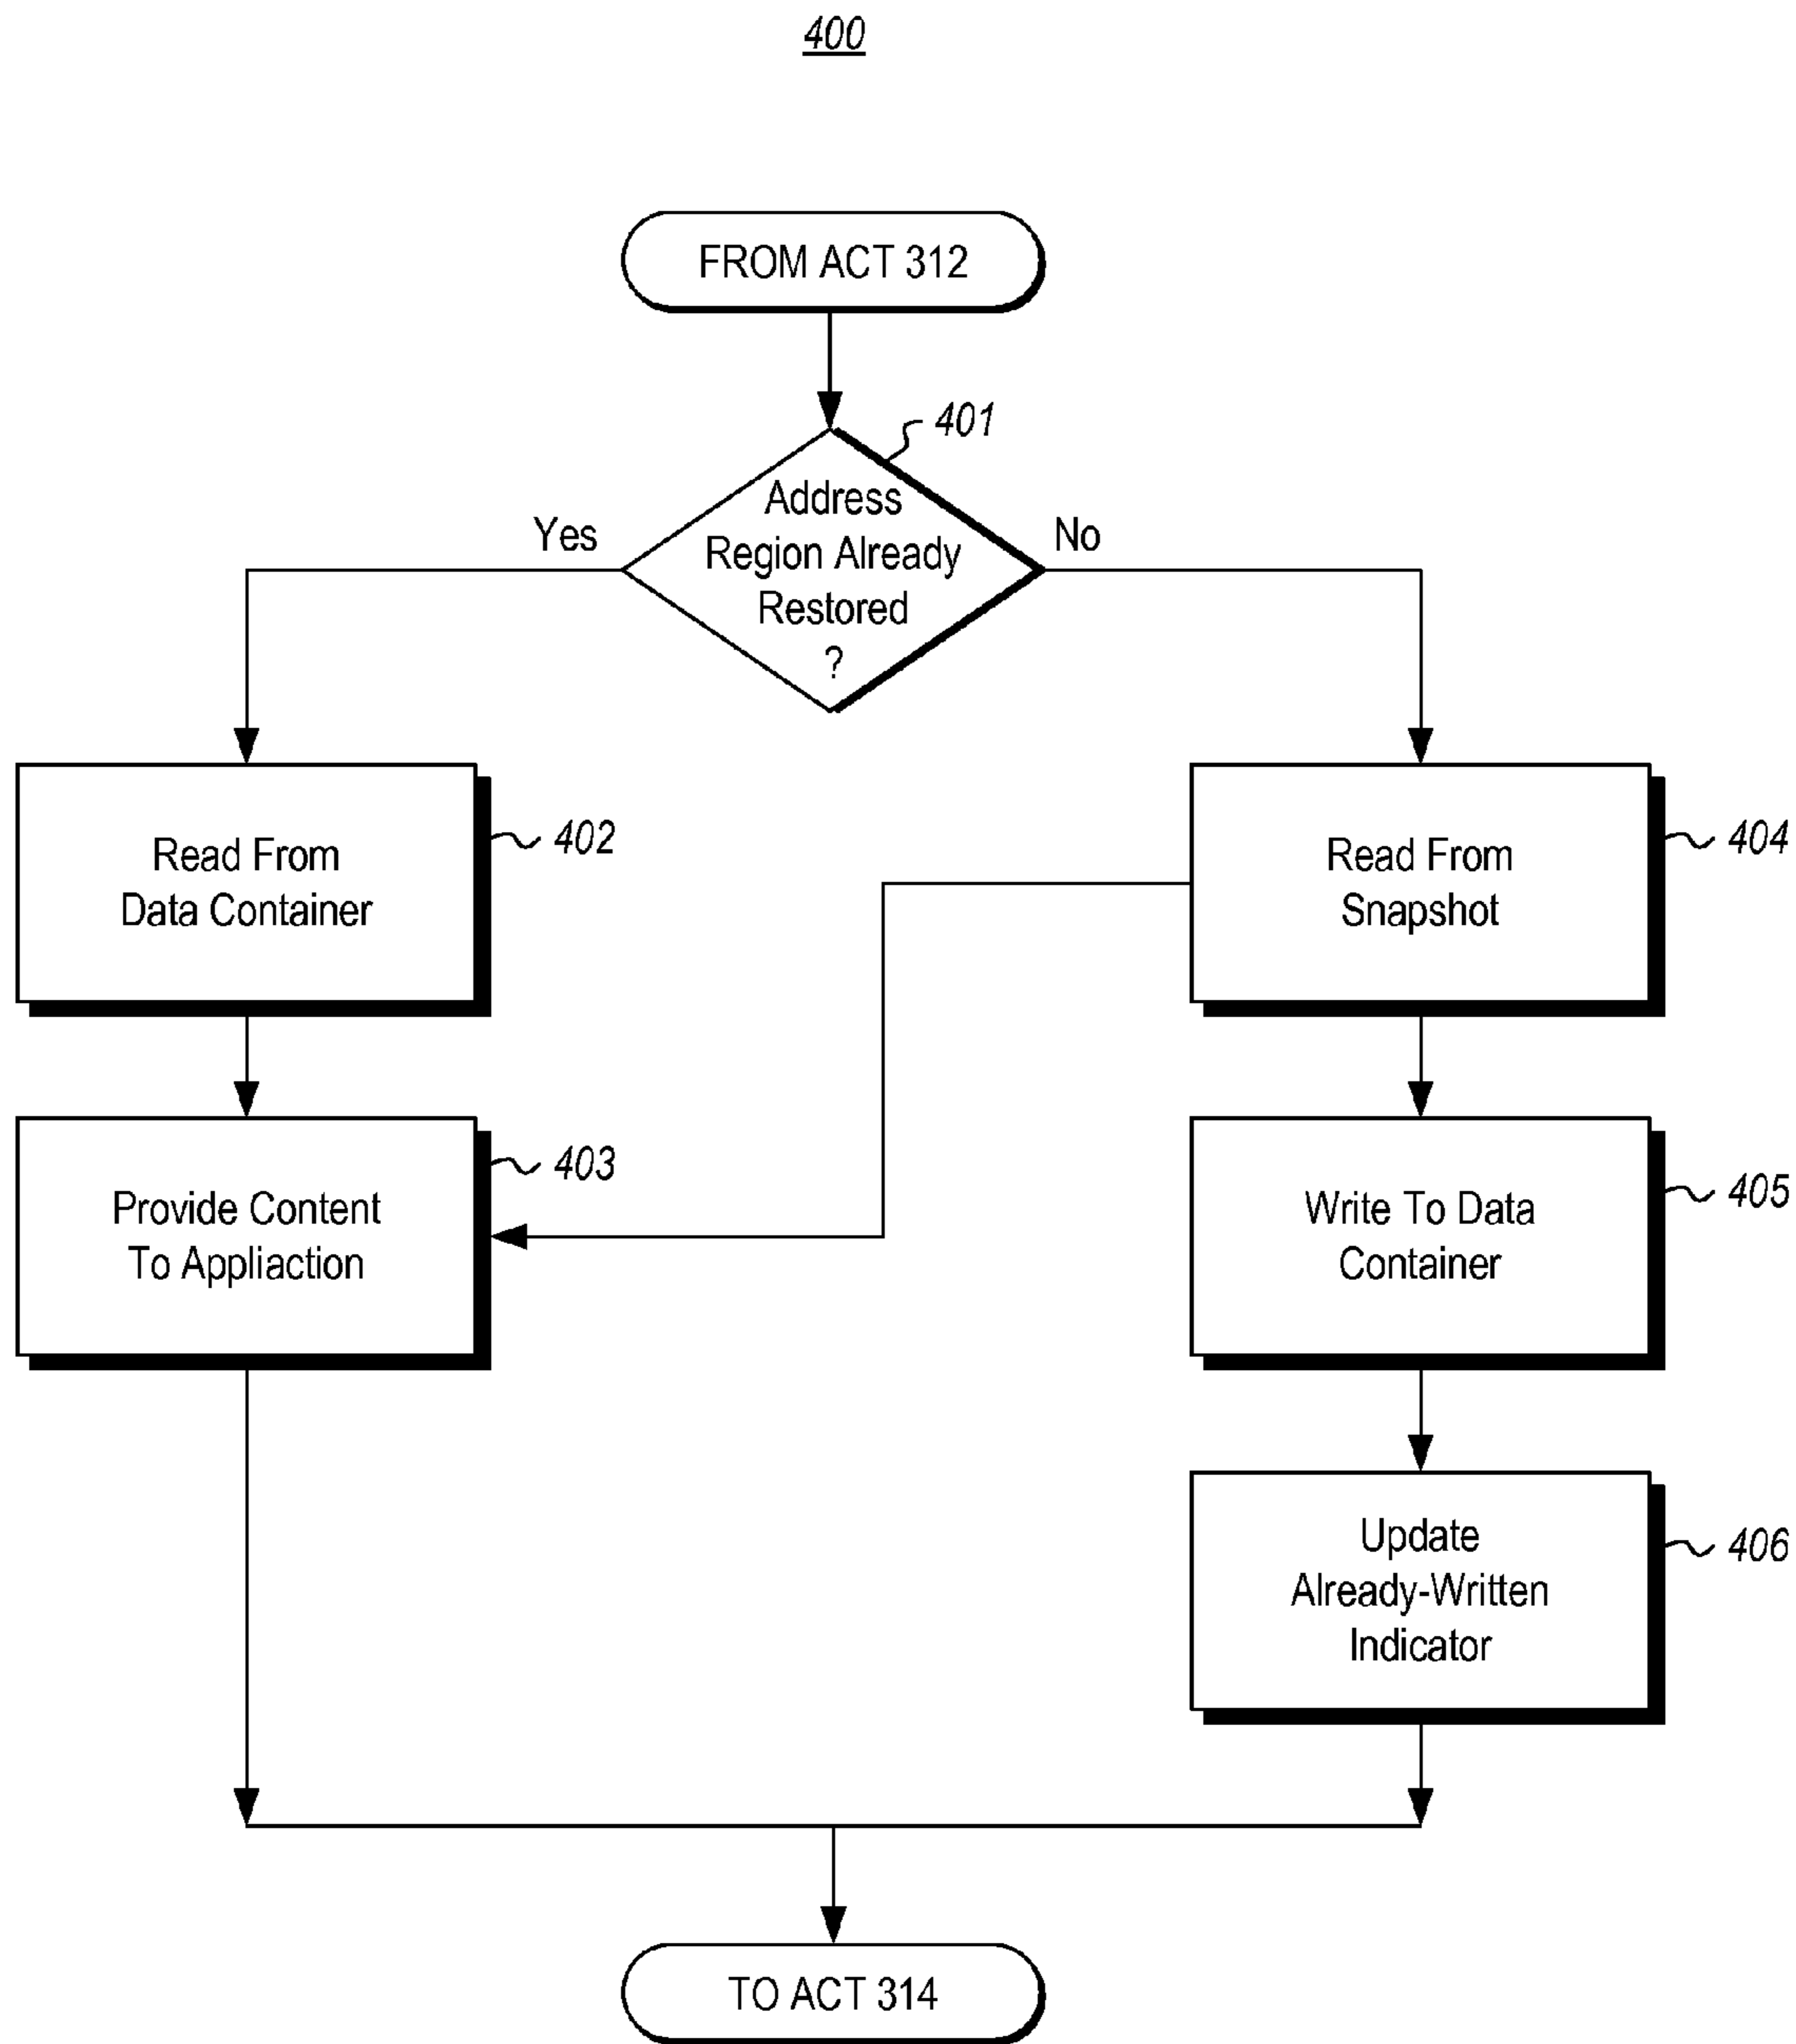 400
FROM ACT 312
401
Address
Region Already
Restored
?
Yes
No
Read From
Data Container
402
Read From
Snapshot
404
Provide Content
To Appliaction
403
Write To Data
Container
405
Update
Already-Written
Indicator
406
TO ACT 314